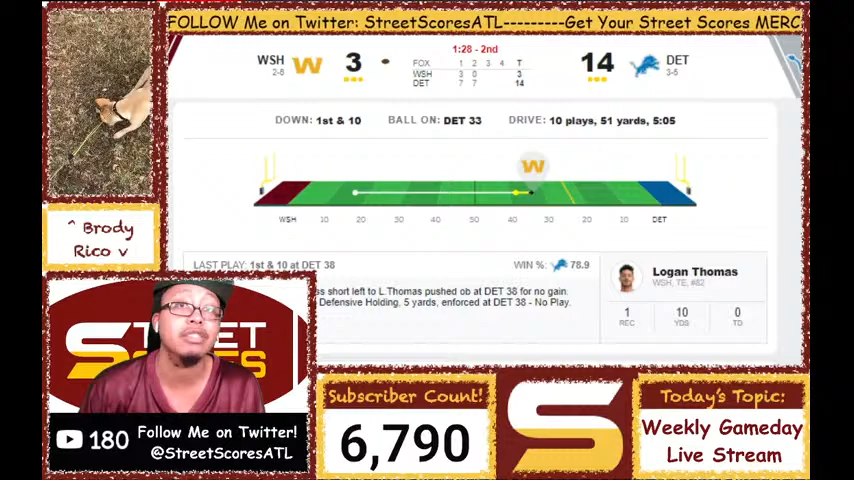 FOLLOW Me on Twitter: StreetScoresATL---------Get Your Street Scores MERC
1:28 - 2nd
WSH
2-6
W
3
FOX 1 2 3 4 T
WSH 3 0 3
DET 7 7 14
14
DET
3-5
DOWN: 1st & 10
BALL ON: DET 33
DRIVE: 10 plays, 51 yards, 5:05
W
WSH 10 20 30 40 50 40 30 20 10 DET
^ Brody
Rico v
LAST PLAY: 1st & 10 at DET 38
WIN %: 78.9
ss short left to L.Thomas pushed ob at DET 38 for no gain.
Defensive Holding, 5 yards, enforced at DET 38 - No Play.
Logan Thomas
WSH, TE, #82
1 10 0
REC YDS TD
STREET
SCORES
180
Follow Me on Twitter!
@StreetScoresATL
Subscriber Count!
6,790
S
Today's Topic:
Weekly Gameday
Live Stream